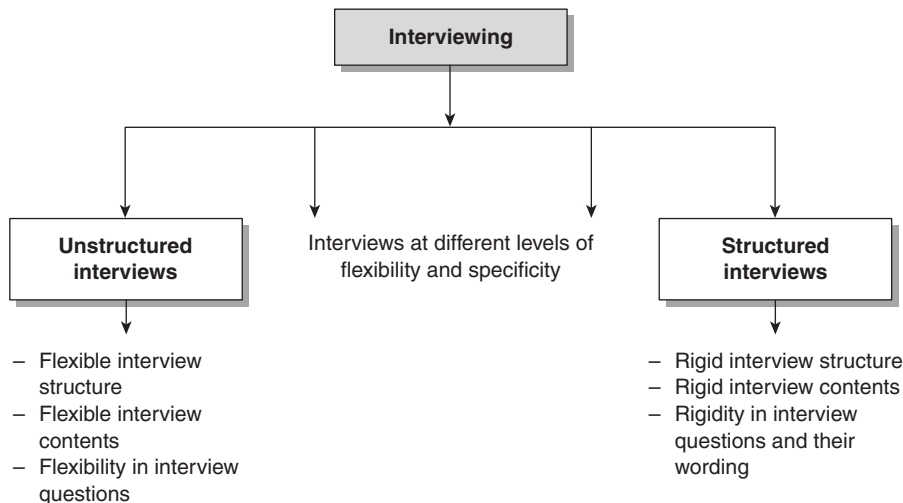 Interviewing
Unstructured
interviews
Interviews at different levels of
flexibility and specificity
Structured
interviews
– Flexible interview
structure
– Flexible interview
contents
– Flexibility in interview
questions
– Rigid interview structure
– Rigid interview contents
– Rigidity in interview
questions and their
wording